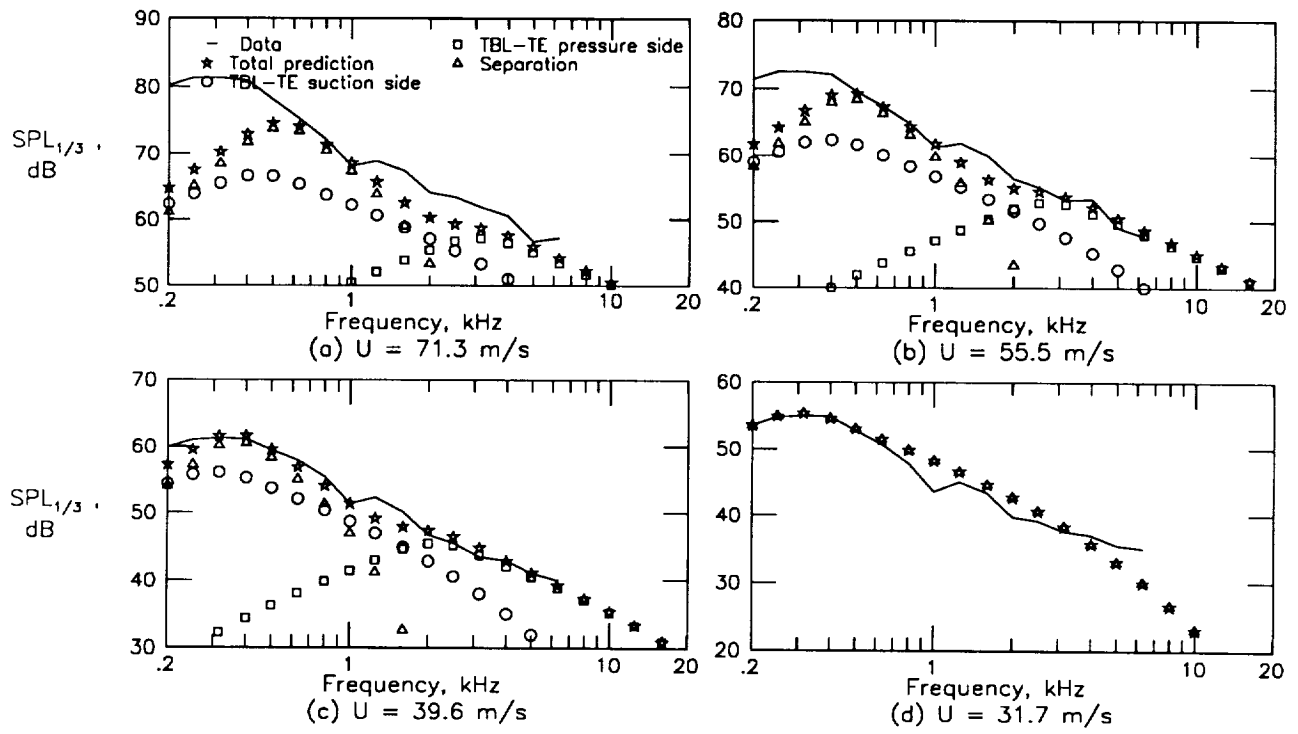 90
80
SPL1/3 ,
dB
70
60
50
— Data
Total prediction
TBL–TE suction side
TBL–TE pressure side
Separation
.2 1 10 20
Frequency, kHz
(a) U = 71.3 m/s
80
70
60
50
40
.2 1 10 20
Frequency, kHz
(b) U = 55.5 m/s
70
60
SPL1/3 ,
dB
50
40
30
.2 1 10 20
Frequency, kHz
(c) U = 39.6 m/s
60
50
40
30
20
.2 1 10 20
Frequency, kHz
(d) U = 31.7 m/s